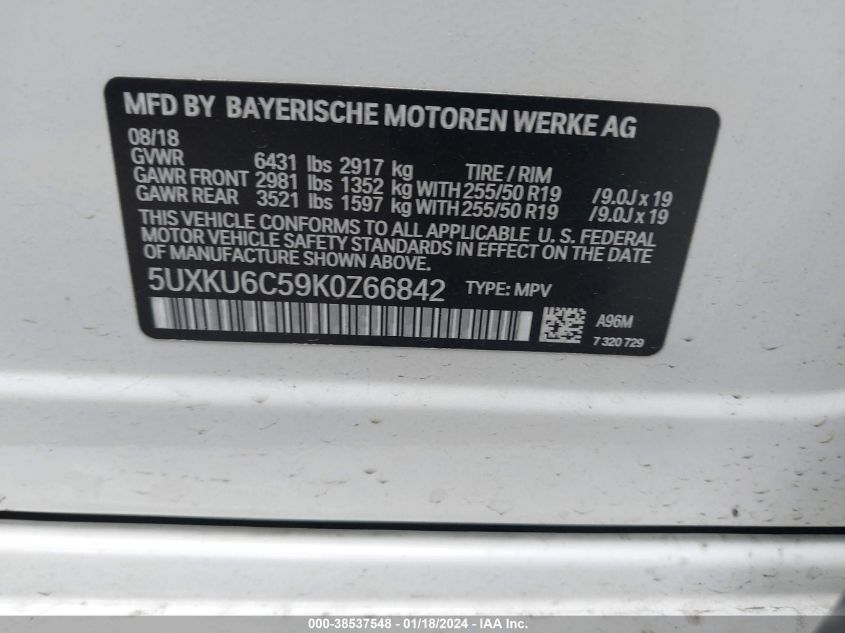 MFD BY BAYERISCHE MOTOREN WERKE AG
08/18
GVWR 6431 lbs 2917 kg TIRE / RIM
GAWR FRONT 2981 lbs 1352 kg WITH 255/50 R19 /9.0J x 19
GAWR REAR 3521 lbs 1597 kg WITH 255/50 R19 /9.0J x 19
THIS VEHICLE CONFORMS TO ALL APPLICABLE U. S. FEDERAL
MOTOR VEHICLE SAFETY STANDARDS IN EFFECT ON THE DATE
OF MANUFACTURE SHOWN ABOVE.
5UXKU6C59K0Z66842 TYPE: MPV
A96M
7 320 729
000-38537548 - 01/18/2024 - IAA Inc.